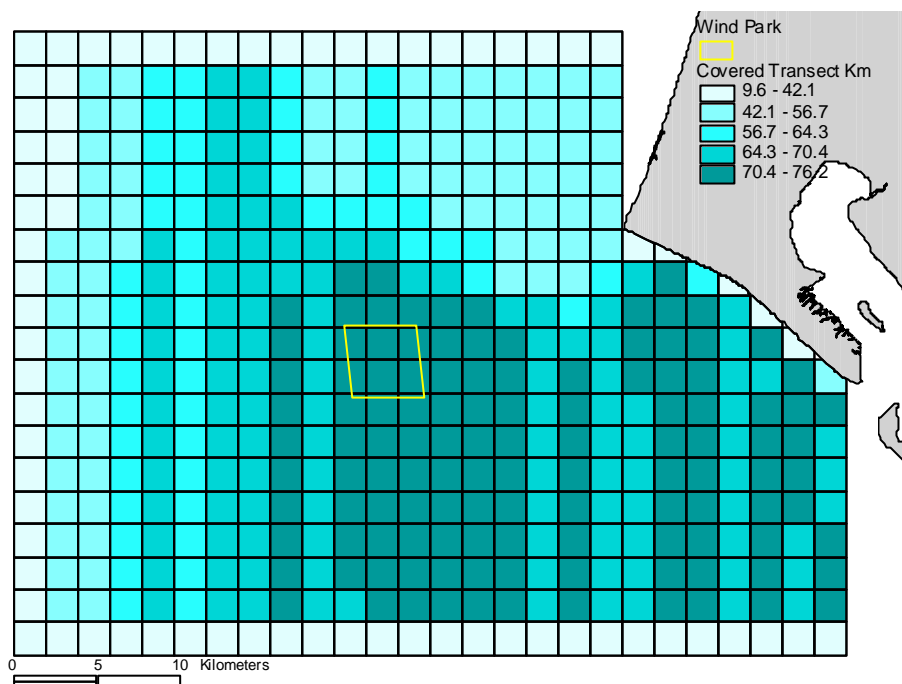 Wind Park
Covered Transect Km
9.6 - 42.1
42.1 - 56.7
56.7 - 64.3
64.3 - 70.4
70.4 - 76.2
0 5 10 Kilometers